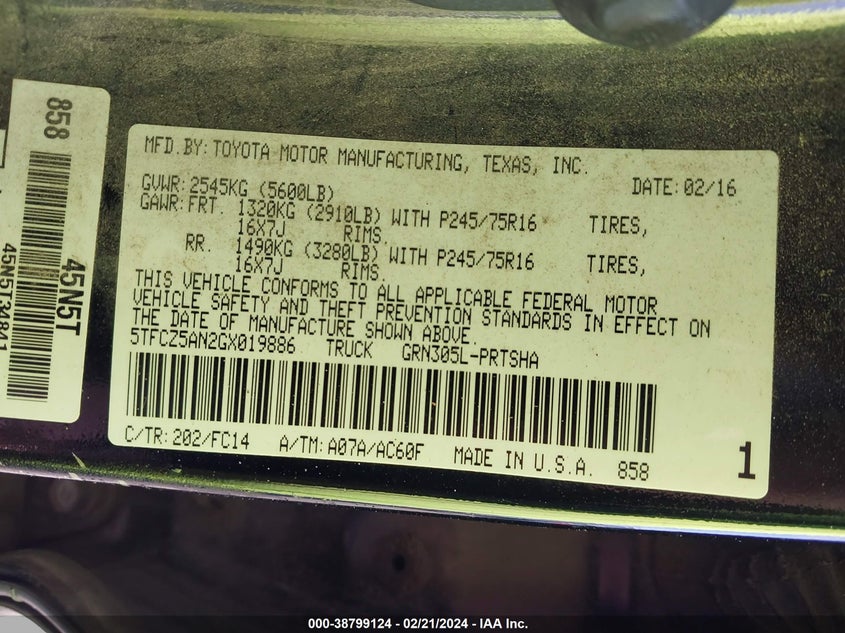 858
45N5T
45N5T30841
MFD.BY:TOYOTA MOTOR MANUFACTURING, TEXAS, INC.
DATE:02/16
GVWR:2545KG (5600LB)
GAWR:FRT. 1320KG (2910LB) WITH P245/75R16 TIRES,
16X7J RIMS.
RR. 1490KG (3280LB) WITH P245/75R16 TIRES,
16X7J RIMS.
THIS VEHICLE CONFORMS TO ALL APPLICABLE FEDERAL MOTOR
VEHICLE SAFETY AND THEFT PREVENTION STANDARDS IN EFFECT ON
THE DATE OF MANUFACTURE SHOWN ABOVE.
5TFCZ5AN2GX019886 TRUCK GRN305L-PRTSHA
C/TR:202/FC14 A/TM:A07A/AC60F MADE IN U.S.A. 858
1
000-38799124 - 02/21/2024 - IAA Inc.